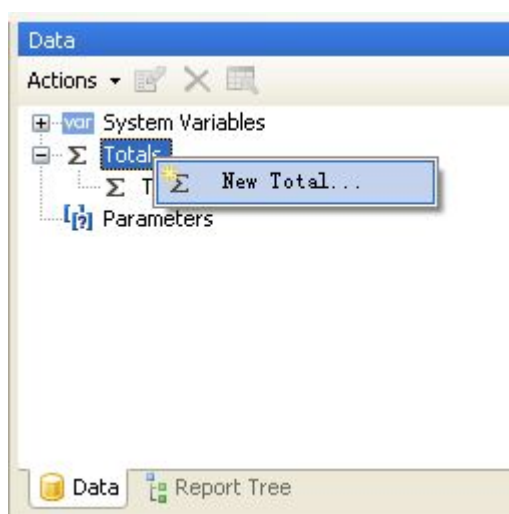 Data
Actions
var System Variables
Σ Totals
Σ T
Σ New Total...
[?] Parameters
Data Report Tree